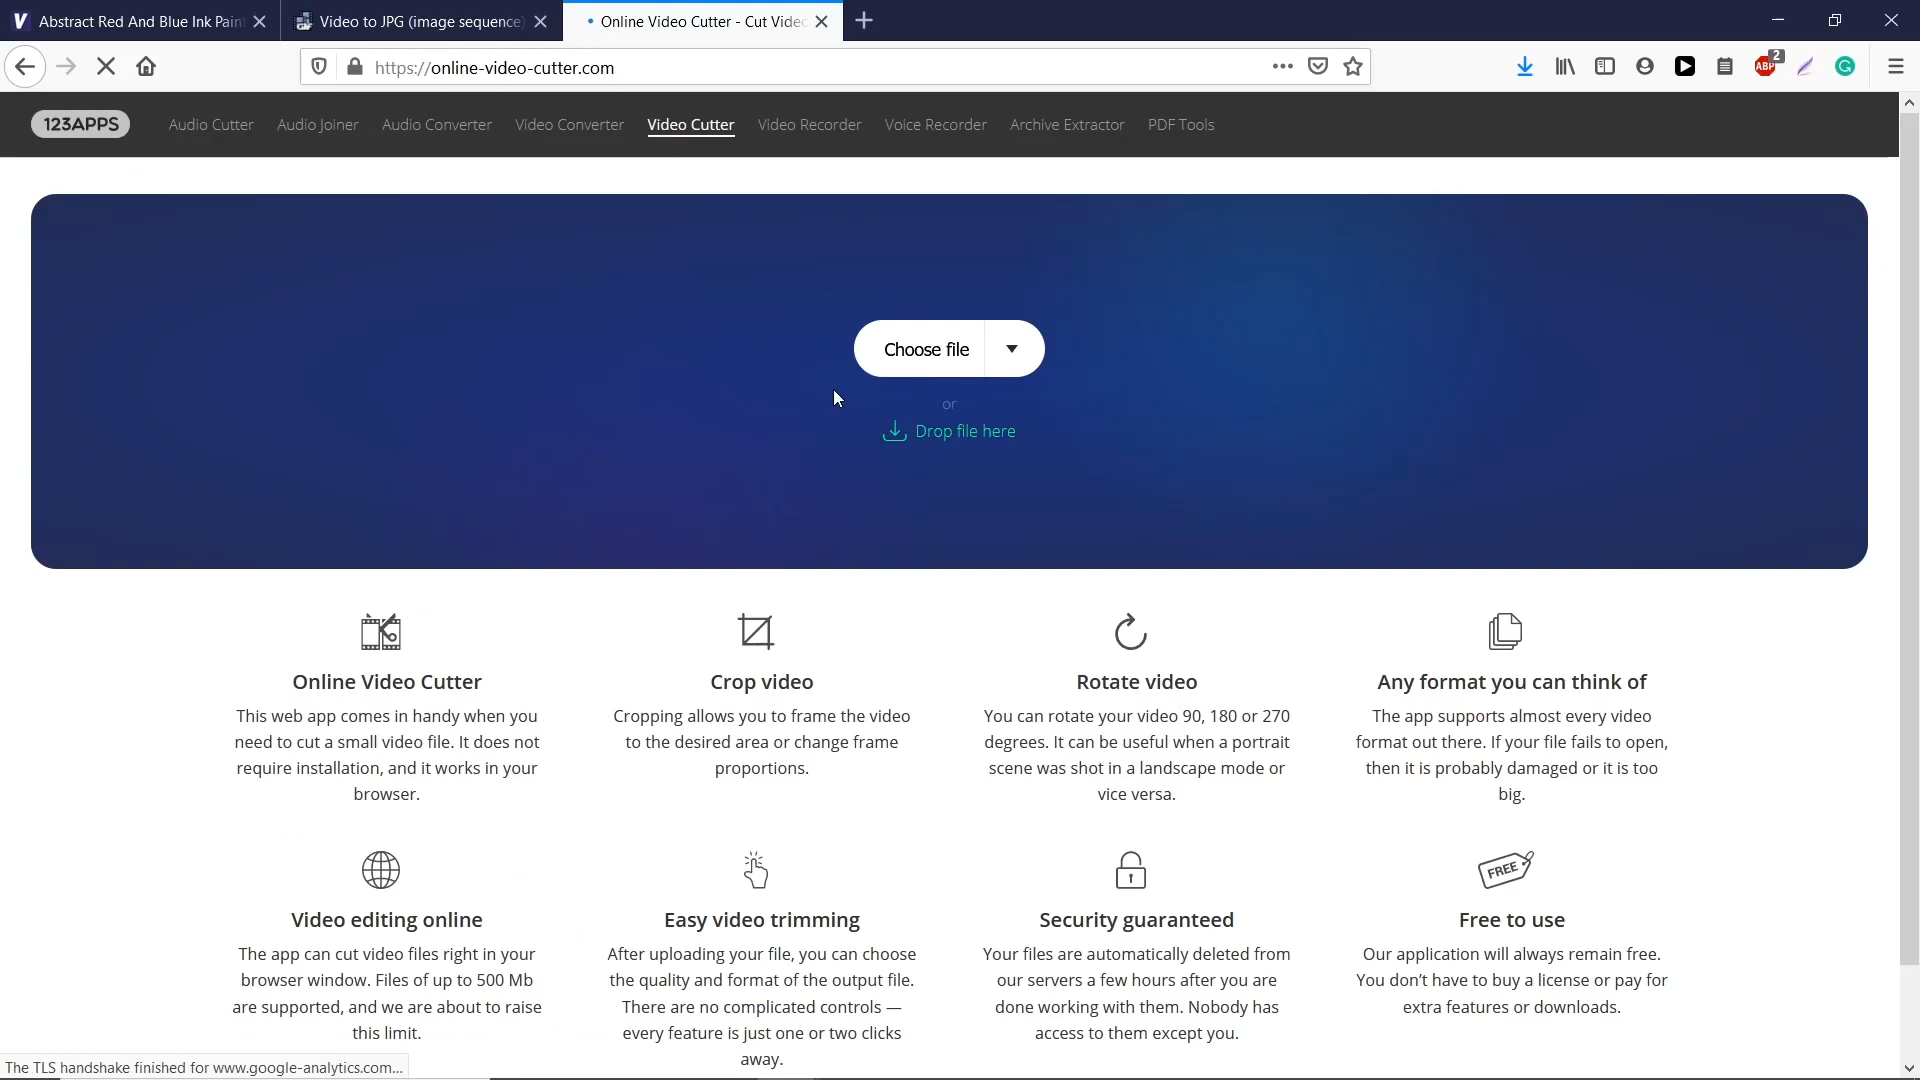 Abstract Red And Blue Ink Paint
Video to JPG (image sequence)
Online Video Cutter - Cut Video
https://online-video-cutter.com
2
ABP
123APPS
Audio Cutter
Audio Joiner
Audio Converter
Video Converter
Video Cutter
Video Recorder
Voice Recorder
Archive Extractor
PDF Tools
Choose file
or
Drop file here
Online Video Cutter
This web app comes in handy when you
need to cut a small video file. It does not
require installation, and it works in your
browser.
Crop video
Cropping allows you to frame the video
to the desired area or change frame
proportions.
Rotate video
You can rotate your video 90, 180 or 270
degrees. It can be useful when a portrait
scene was shot in a landscape mode or
vice versa.
Any format you can think of
The app supports almost every video
format out there. If your file fails to open,
then it is probably damaged or it is too
big.
Video editing online
The app can cut video files right in your
browser window. Files of up to 500 Mb
are supported, and we are about to raise
this limit.
Easy video trimming
After uploading your file, you can choose
the quality and format of the output file.
There are no complicated controls —
every feature is just one or two clicks
away.
Security guaranteed
Your files are automatically deleted from
our servers a few hours after you are
done working with them. Nobody has
access to them except you.
FREE
Free to use
Our application will always remain free.
You don't have to buy a license or pay for
extra features or downloads.
The TLS handshake finished for www.google-analytics.com...